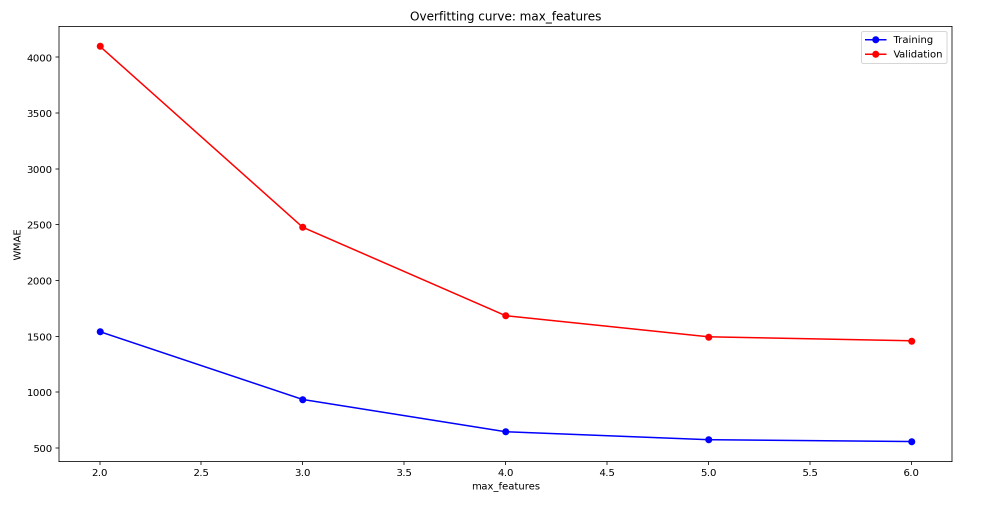 Overfitting curve: max_features
Training
Validation
WMAE
4000
3500
3000
2500
2000
1500
1000
500
2.0 2.5 3.0 3.5 4.0 4.5 5.0 5.5 6.0
max_features